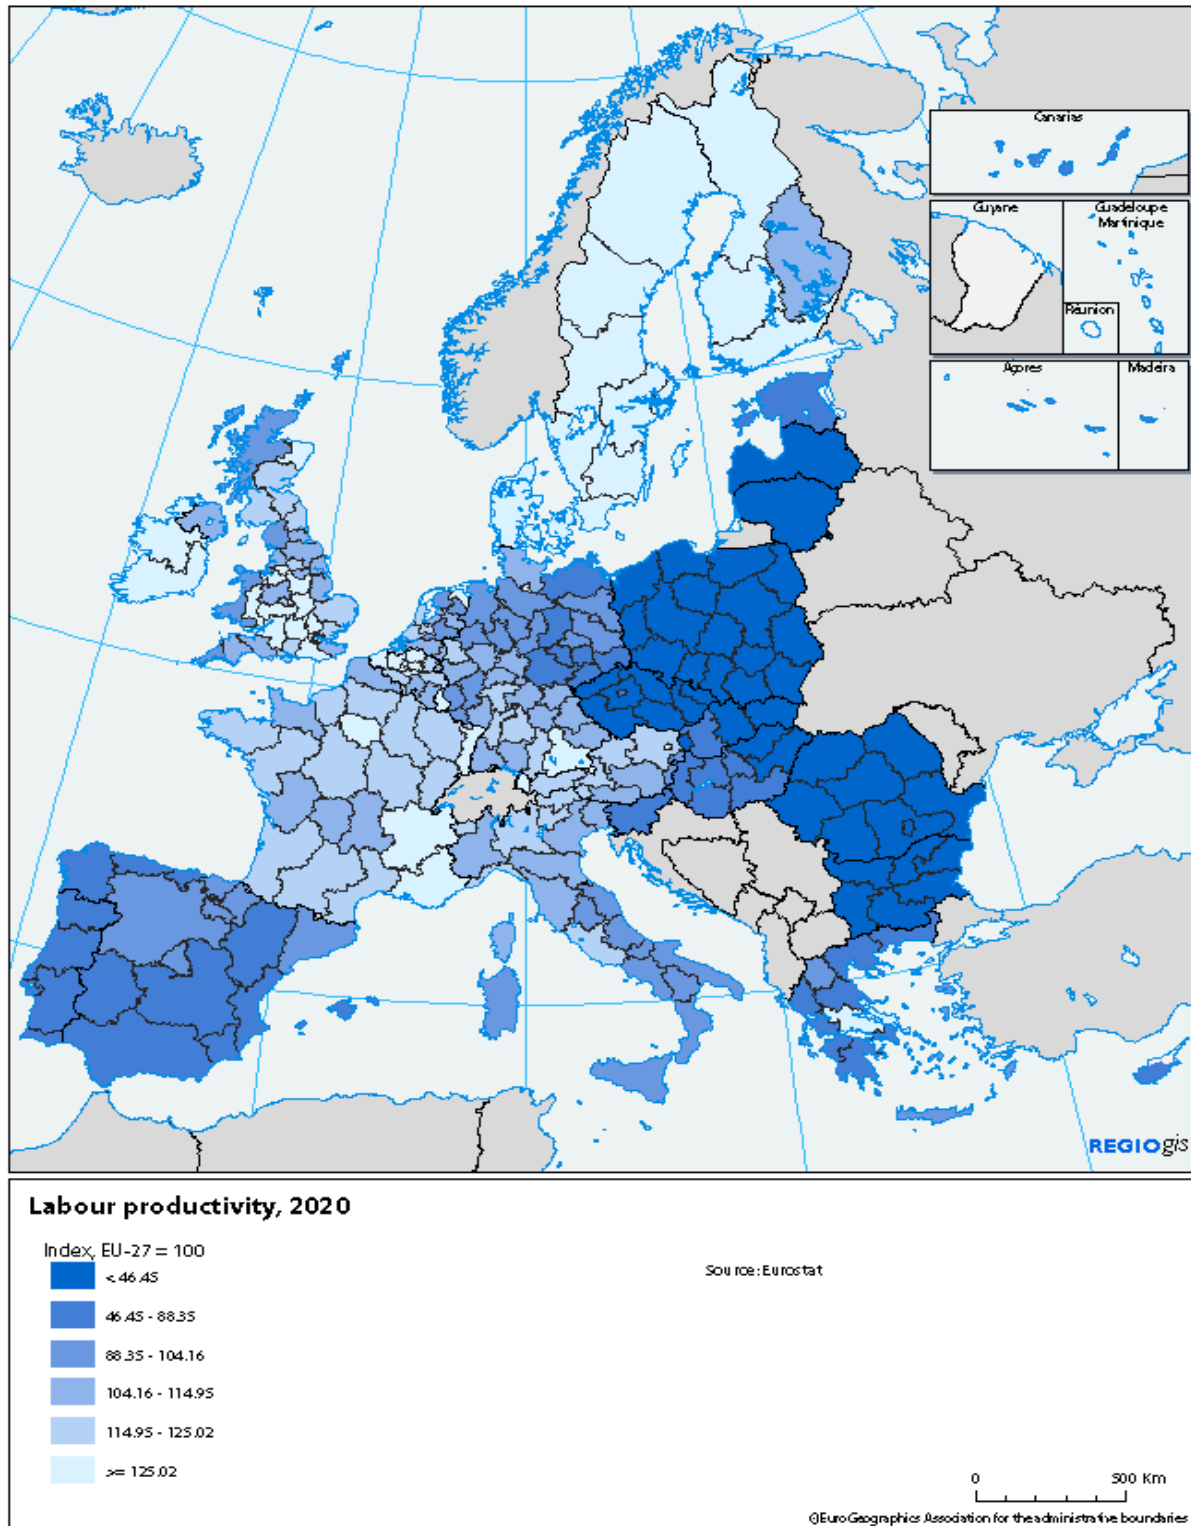 Canarias
Guyane
Guadeloupe
Martinique
Réunion
Açores
Madeira
REGIOgis
Labour productivity, 2020
Index, EU-27 = 100
< 46.45
46.45 - 88.35
88.35 - 104.16
104.16 - 114.95
114.95 - 125.02
>= 125.02
Source: Eurostat
0 500 Km
©EuroGeographics Association for the administrative boundaries